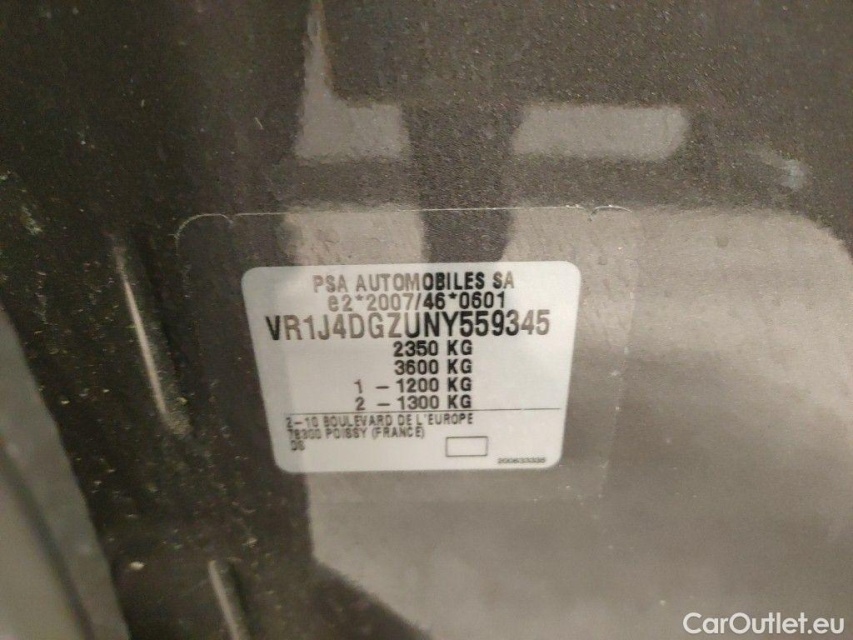 PSA AUTOMOBILES SA
e2*2007/46*0601
VR1J4DGZUNY559345
2350 KG
3600 KG
1 - 1200 KG
2 - 1300 KG
2-10 BOULEVARD DE L'EUROPE
78300 POISSY (FRANCE)
DS
CarOutlet.eu